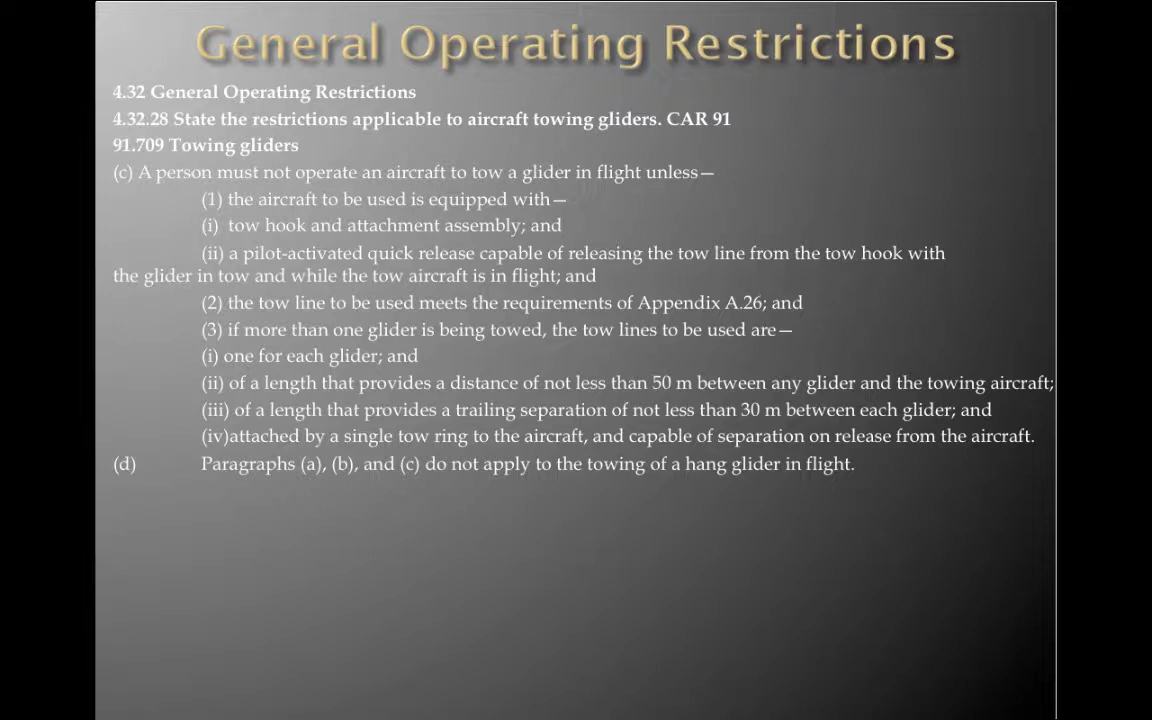 General Operating Restrictions
4.32 General Operating Restrictions
4.32.28 State the restrictions applicable to aircraft towing gliders. CAR 91
91.709 Towing gliders
(c) A person must not operate an aircraft to tow a glider in flight unless—
(1) the aircraft to be used is equipped with—
(i) tow hook and attachment assembly; and
(ii) a pilot-activated quick release capable of releasing the tow line from the tow hook with
the glider in tow and while the tow aircraft is in flight; and
(2) the tow line to be used meets the requirements of Appendix A.26; and
(3) if more than one glider is being towed, the tow lines to be used are—
(i) one for each glider; and
(ii) of a length that provides a distance of not less than 50 m between any glider and the towing aircraft;
(iii) of a length that provides a trailing separation of not less than 30 m between each glider; and
(iv)attached by a single tow ring to the aircraft, and capable of separation on release from the aircraft.
(d) Paragraphs (a), (b), and (c) do not apply to the towing of a hang glider in flight.